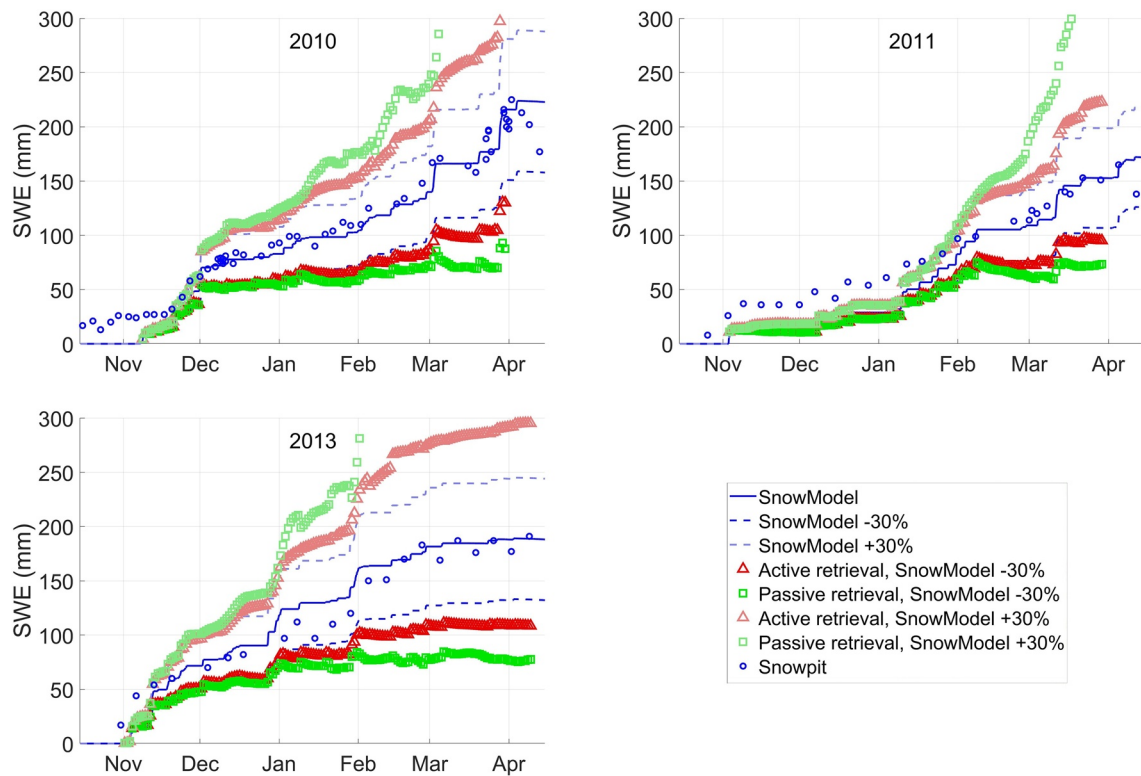 2010
SWE (mm)
300
250
200
150
100
50
0
Nov Dec Jan Feb Mar Apr
2011
SWE (mm)
300
250
200
150
100
50
0
Nov Dec Jan Feb Mar Apr
2013
SWE (mm)
300
250
200
150
100
50
0
Nov Dec Jan Feb Mar Apr
SnowModel
SnowModel -30%
SnowModel +30%
Active retrieval, SnowModel -30%
Passive retrieval, SnowModel -30%
Active retrieval, SnowModel +30%
Passive retrieval, SnowModel +30%
Snowpit